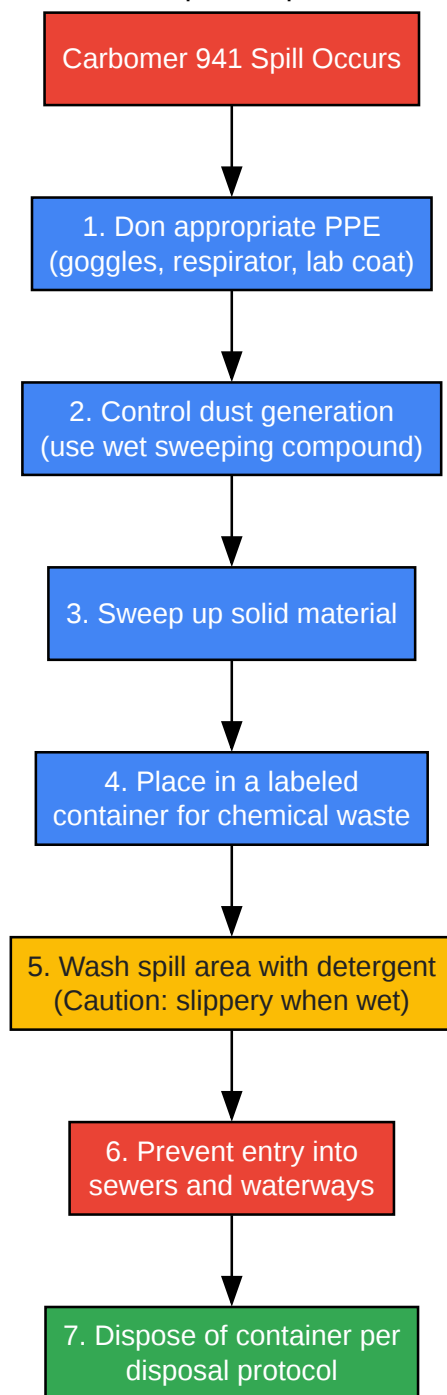 Carbomer 941 Spill Occurs
1. Don appropriate PPE
(goggles, respirator, lab coat)
2. Control dust generation
(use wet sweeping compound)
3. Sweep up solid material
4. Place in a labeled
container for chemical waste
5. Wash spill area with detergent
(Caution: slippery when wet)
6. Prevent entry into
sewers and waterways
7. Dispose of container per
disposal protocol